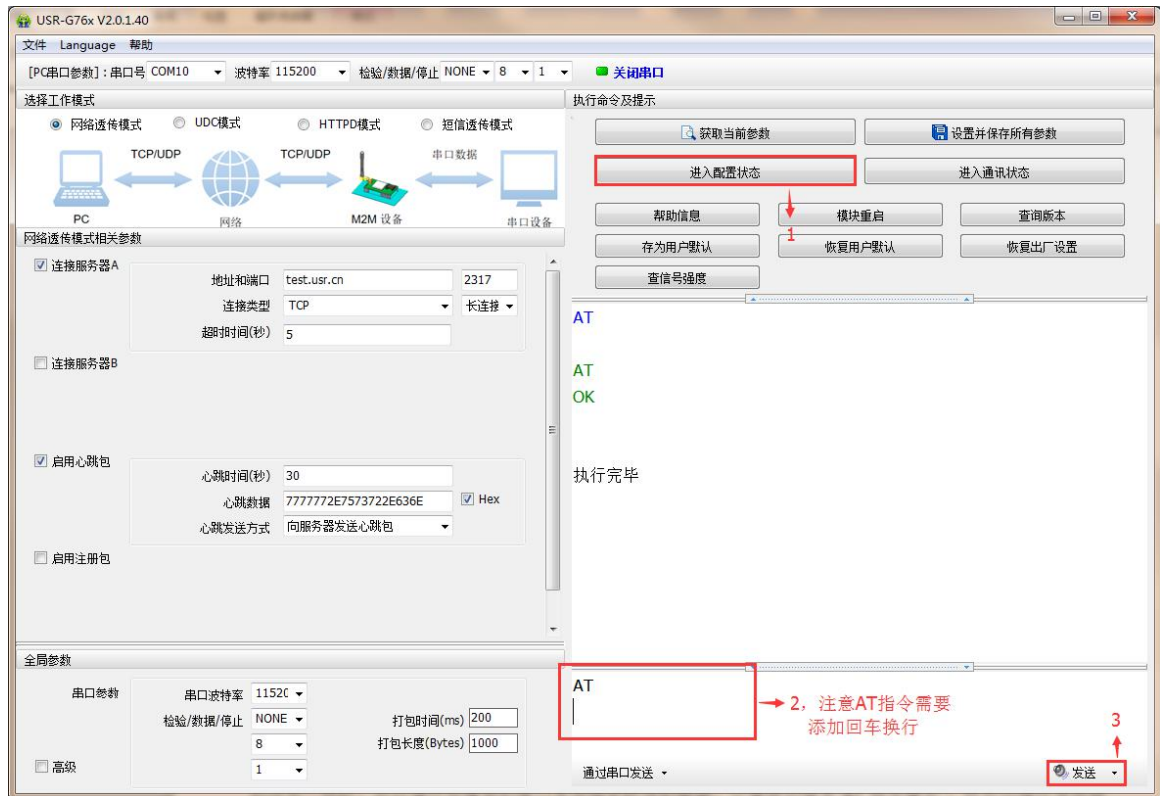 USR-G76x V2.0.1.40
文件 Language 帮助
[PC串口参数]:串口号 COM10 波特率 115200 检验/数据/停止 NONE 8 1 关闭串口
选择工作模式
网络透传模式 UDC模式 HTTPD模式 短信透传模式
TCP/UDP TCP/UDP 串口数据
PC 网络 M2M 设备 串口设备
网络透传模式相关参数
连接服务器A
地址和端口 test.usr.cn 2317
连接类型 TCP 长连接
超时时间(秒) 5
连接服务器B
启用心跳包
心跳时间(秒) 30
心跳数据 7777772E7573722E636E Hex
心跳发送方式 向服务器发送心跳包
启用注册包
全局参数
串口参数 串口波特率 1152C
检验/数据/停止 NONE 打包时间(ms) 200
8 打包长度(Bytes) 1000
高级 1
执行命令及提示
获取当前参数 设置并保存所有参数
进入配置状态 进入通讯状态
1
帮助信息 模块重启 查询版本
存为用户默认 恢复用户默认 恢复出厂设置
查信号强度
AT
AT
OK
执行完毕
AT
2，注意AT指令需要
添加回车换行
3
通过串口发送 发送